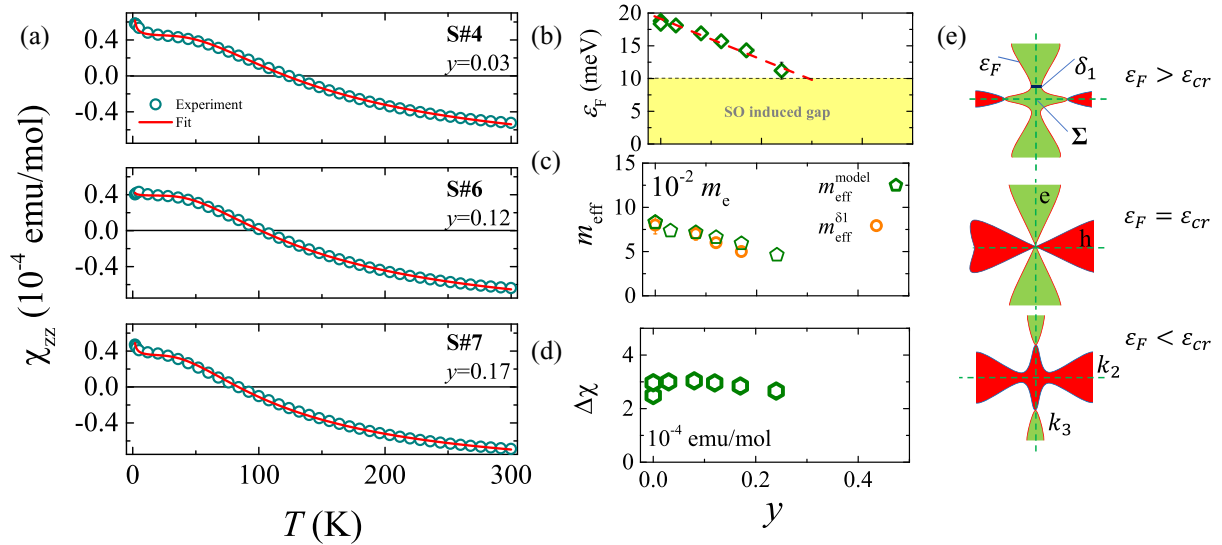 (a)
χzz (10⁻⁴ emu/mol)
0.4
0.0
-0.4
S#4
y=0.03
Experiment
Fit
0.4
0.0
-0.4
S#6
y=0.12
0.4
0.0
-0.4
S#7
y=0.17
0
100
200
300
T (K)
(b)
εF (meV)
20
15
10
5
0
SO induced gap
(c)
meff
15
10
5
0
10⁻² me
meff^model
meff^δ1
(d)
Δχ
4
2
0
10⁻⁴ emu/mol
0.0
0.2
0.4
y
(e)
εF
δ₁
Σ
εF > εcr
e
h
εF = εcr
k₂
k₃
εF < εcr